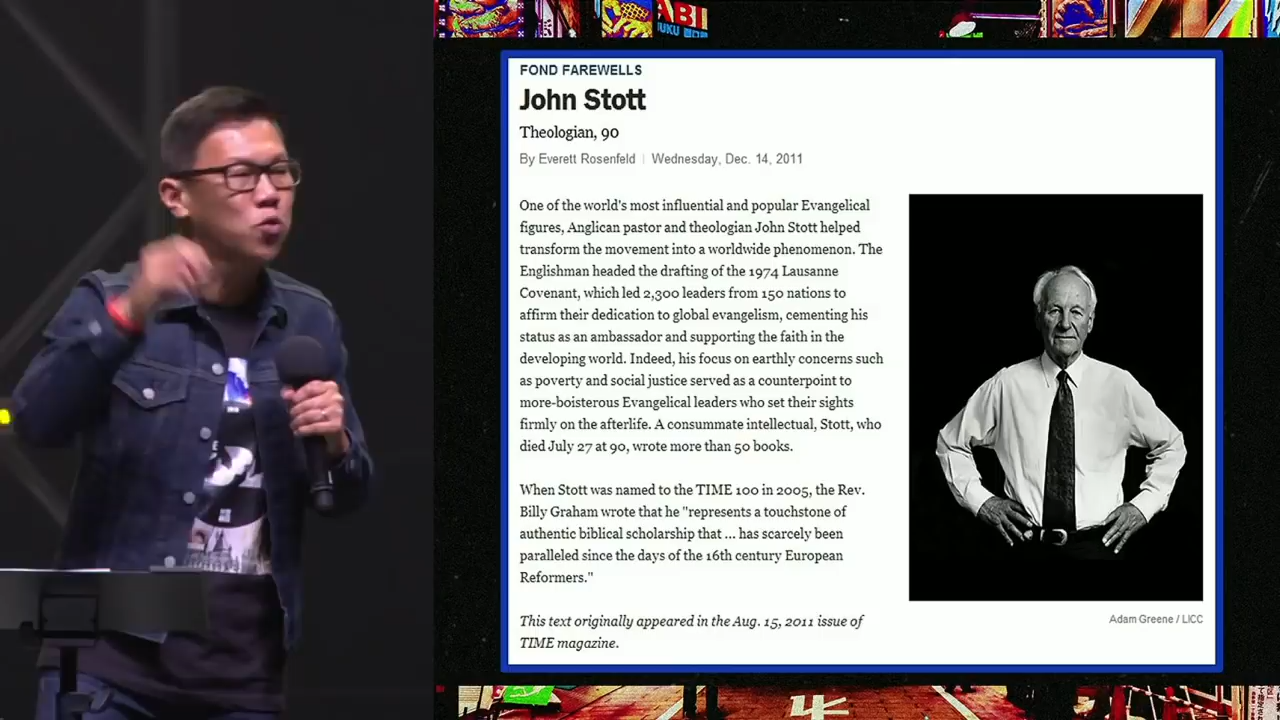 ABI
TUKU
FOND FAREWELLS
John Stott
Theologian, 90
By Everett Rosenfeld | Wednesday, Dec. 14, 2011
One of the world's most influential and popular Evangelical
figures, Anglican pastor and theologian John Stott helped
transform the movement into a worldwide phenomenon. The
Englishman headed the drafting of the 1974 Lausanne
Covenant, which led 2,300 leaders from 150 nations to
affirm their dedication to global evangelism, cementing his
status as an ambassador and supporting the faith in the
developing world. Indeed, his focus on earthly concerns such
as poverty and social justice served as a counterpoint to
more-boisterous Evangelical leaders who set their sights
firmly on the afterlife. A consummate intellectual, Stott, who
died July 27 at 90, wrote more than 50 books.
When Stott was named to the TIME 100 in 2005, the Rev.
Billy Graham wrote that he "represents a touchstone of
authentic biblical scholarship that ... has scarcely been
paralleled since the days of the 16th century European
Reformers."
This text originally appeared in the Aug. 15, 2011 issue of
TIME magazine.
Adam Greene / LICC